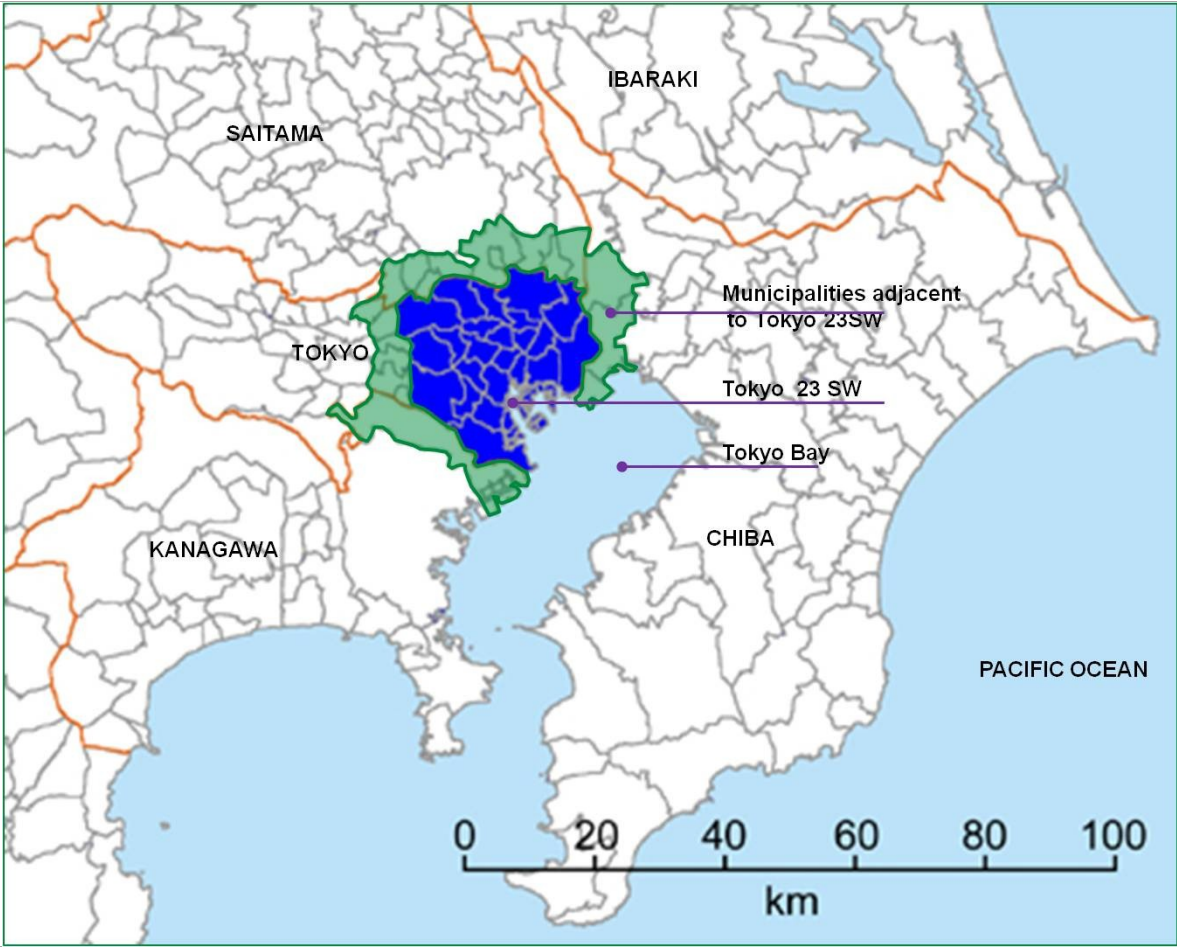 IBARAKI
SAITAMA
Municipalities adjacent
to Tokyo 23SW
TOKYO
Tokyo 23 SW
Tokyo Bay
CHIBA
KANAGAWA
PACIFIC OCEAN
0 20 40 60 80 100
km